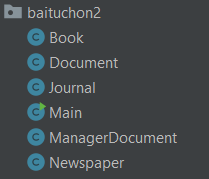 baituchon2
C Book
C Document
C Journal
C Main
C ManagerDocument
C Newspaper